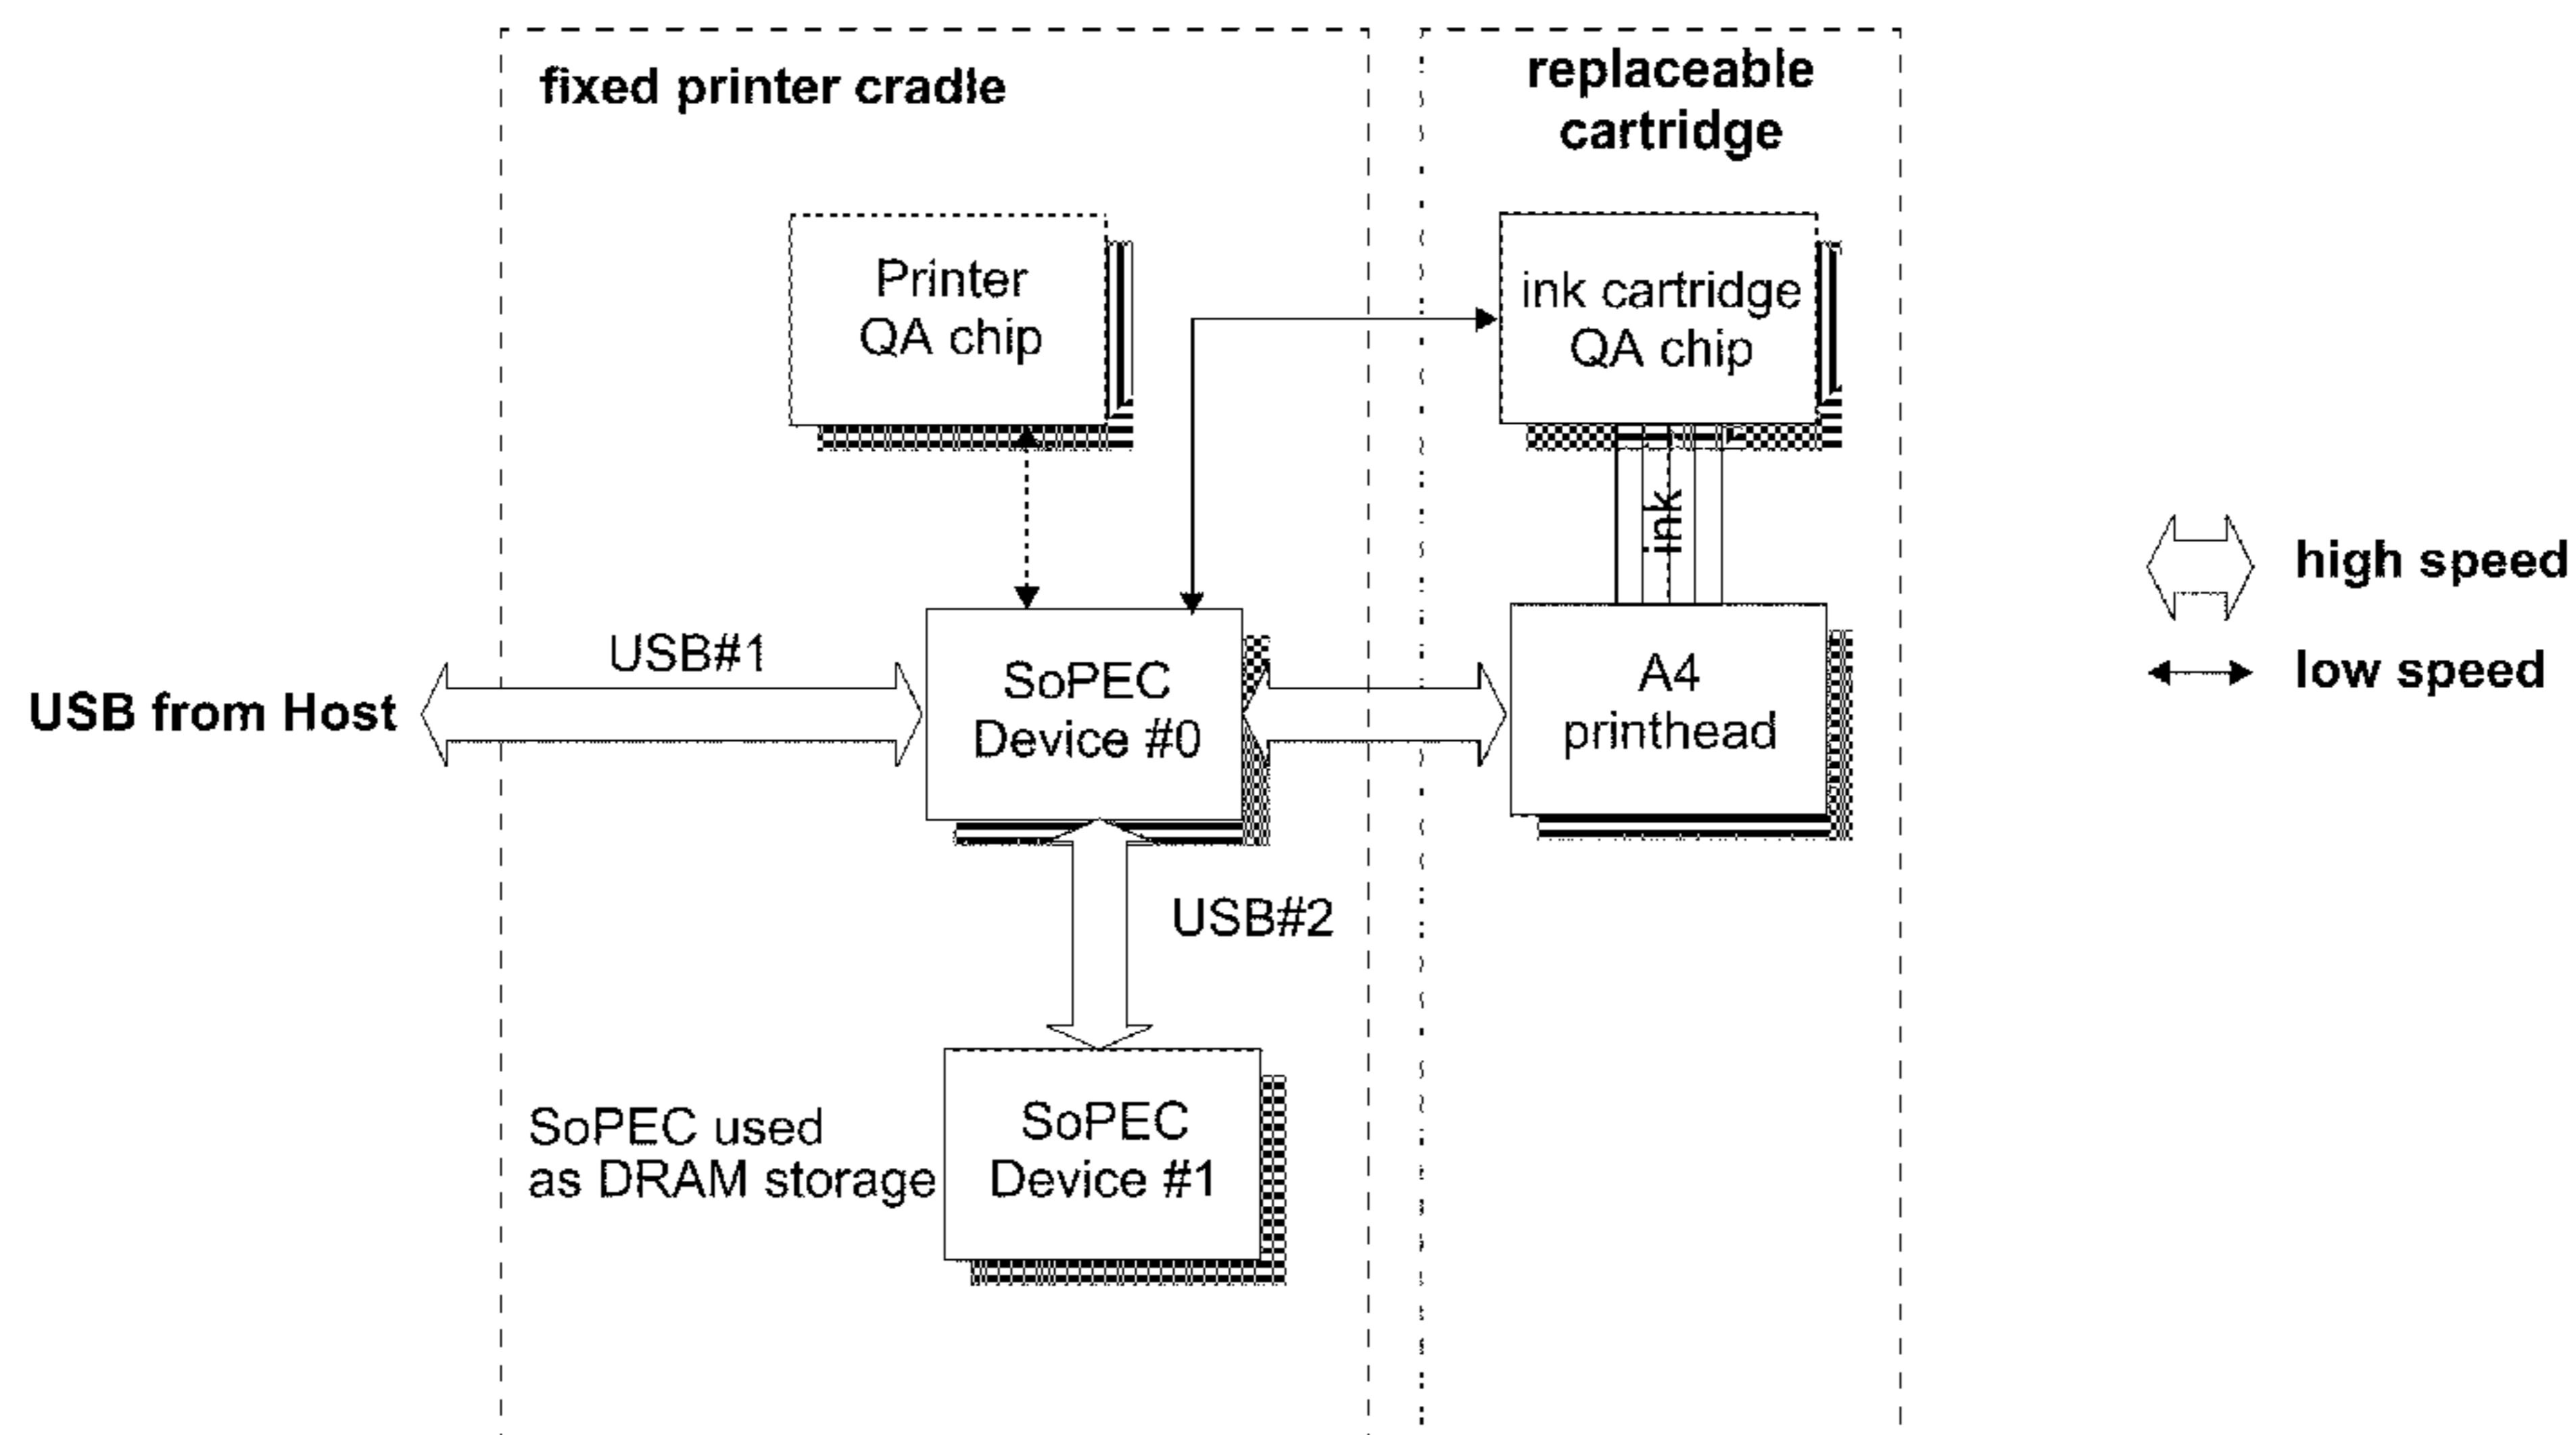 fixed printer cradle
replaceable
cartridge
Printer
QA chip
ink cartridge
QA chip
ink
high speed
low speed
USB from Host
USB#1
SoPEC
Device #0
A4
printhead
USB#2
SoPEC used
as DRAM storage
SoPEC
Device #1